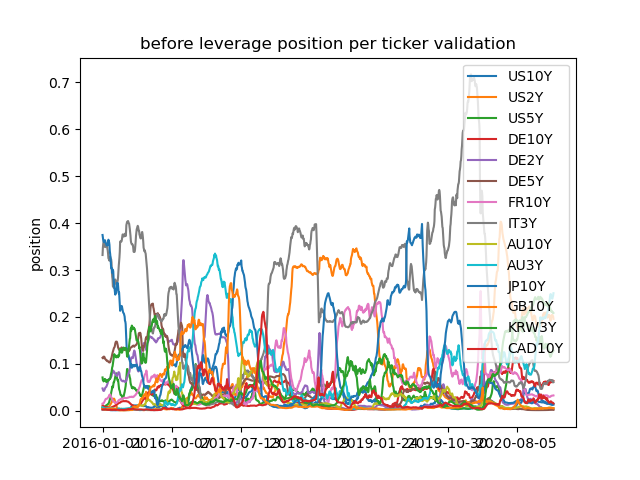 before leverage position per ticker validation
0.7
0.6
0.5
0.4
0.3
0.2
0.1
0.0
position
US10Y
US2Y
US5Y
DE10Y
DE2Y
DE5Y
FR10Y
IT3Y
AU10Y
AU3Y
JP10Y
GB10Y
KRW3Y
CAD10Y
2016-01-01 2016-10-07 2017-07-13 2018-04-19 2019-01-24 2019-10-30 2020-08-05